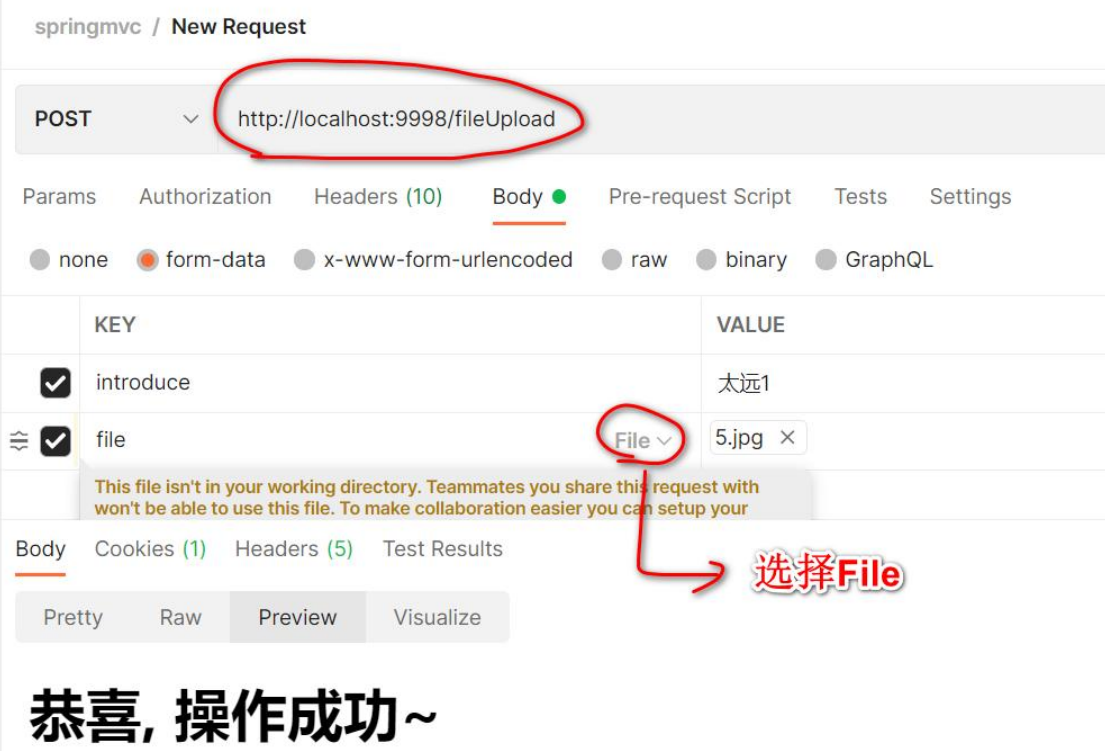 springmvc / New Request
POST http://localhost:9998/fileUpload
Params Authorization Headers (10) Body Pre-request Script Tests Settings
none form-data x-www-form-urlencoded raw binary GraphQL
KEY VALUE
introduce 太远1
file File 5.jpg
This file isn't in your working directory. Teammates you share this request with
won't be able to use this file. To make collaboration easier you can setup your
Body Cookies (1) Headers (5) Test Results
选择File
Pretty Raw Preview Visualize
恭喜, 操作成功~